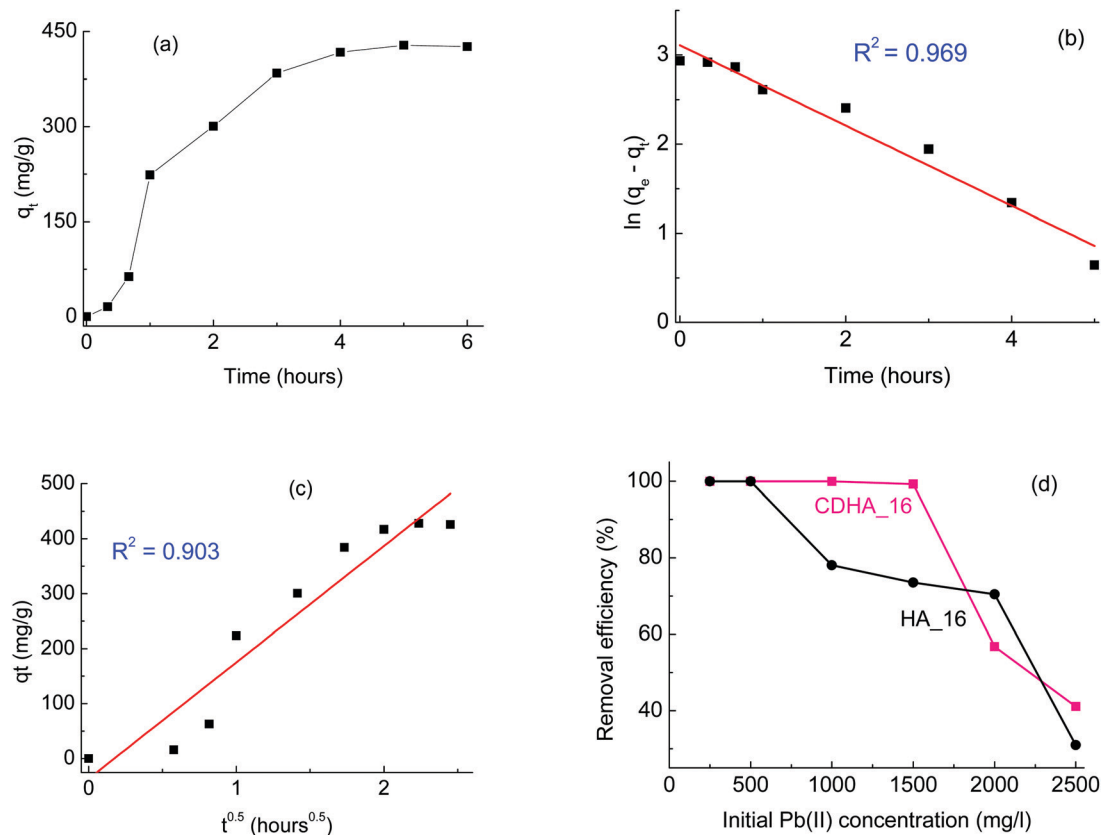 (a)
450
300
150
0
q_t (mg/g)
0 2 4 6
Time (hours)
(b)
R² = 0.969
3
2
1
0
ln (q_e - q_t)
0 2 4
Time (hours)
(c)
R² = 0.903
500
400
300
200
100
0
qt (mg/g)
0 1 2
t^0.5 (hours^0.5)
(d)
CDHA_16
HA_16
100
80
60
40
Removal efficiency (%)
0 500 1000 1500 2000 2500
Initial Pb(II) concentration (mg/l)